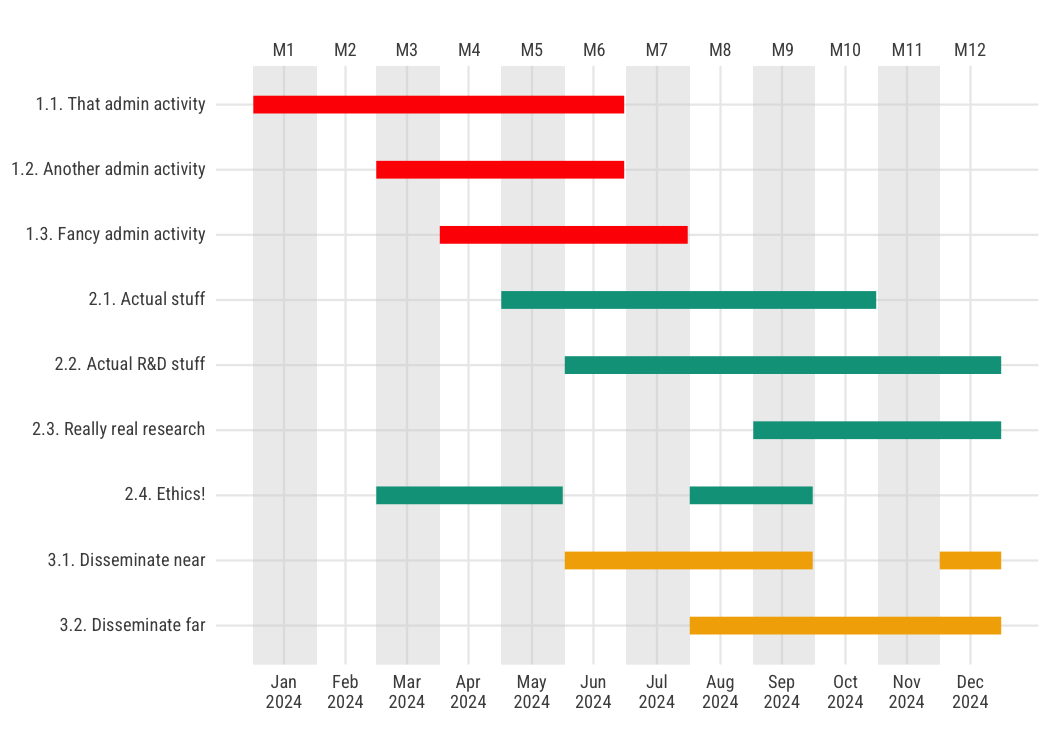 M1 M2 M3 M4 M5 M6 M7 M8 M9 M10 M11 M12
1.1. That admin activity
1.2. Another admin activity
1.3. Fancy admin activity
2.1. Actual stuff
2.2. Actual R&D stuff
2.3. Really real research
2.4. Ethics!
3.1. Disseminate near
3.2. Disseminate far
Jan Feb Mar Apr May Jun Jul Aug Sep Oct Nov Dec
2024 2024 2024 2024 2024 2024 2024 2024 2024 2024 2024 2024